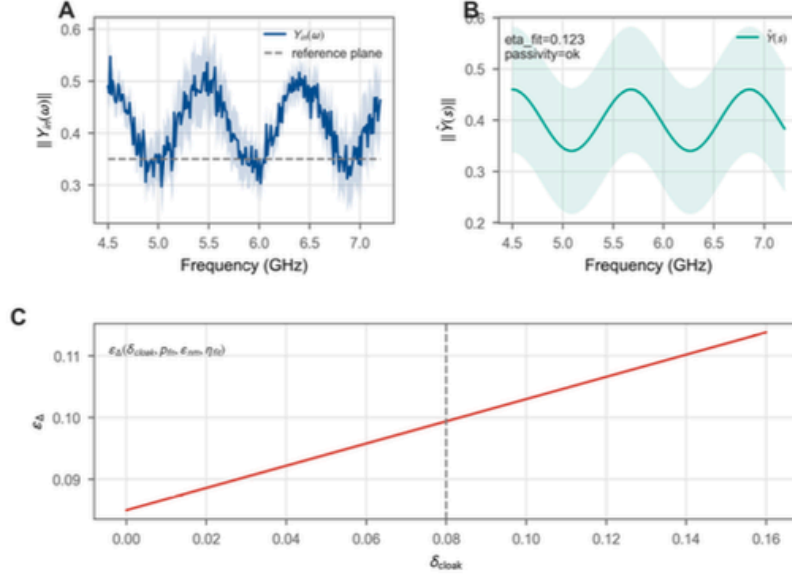 A
B
Y_in(ω)
reference plane
||Y_in(ω)||
0.6
0.5
0.4
0.3
4.5 5.0 5.5 6.0 6.5 7.0
Frequency (GHz)
eta_fit=0.123
passivity=ok
Ŷ(s)
||Ŷ(s)||
0.6
0.5
0.4
0.3
0.2
4.5 5.0 5.5 6.0 6.5 7.0
Frequency (GHz)
C
ε_Δ(δ_cloak, p_fn, ε_nm, η_fit)
ε_Δ
0.11
0.10
0.09
0.00 0.02 0.04 0.06 0.08 0.10 0.12 0.14 0.16
δ_cloak